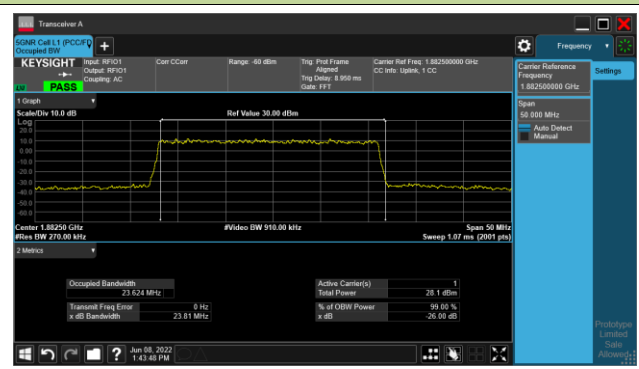 Transceiver A
5GNR Cell L1 (PCC/F)
Occupied BW
Frequency
KEYSIGHT
LM
PASS
Input: RFIO1
Output: RFIO1
Coupling: AC
Corr CCorr
Range: -60 dBm
Trig: Prot Frame
Aligned
Trig Delay: 8.950 ms
Gate: FFT
Carrier Ref Freq: 1.882500000 GHz
CC Info: Uplink, 1 CC
Carrier Reference
Frequency
1.882500000 GHz
Settings
Span
50.000 MHz
Auto Detect
Manual
1 Graph
Scale/Div 10.0 dB
Ref Value 30.00 dBm
Log
20.0
10.0
0.00
-10.0
-20.0
-30.0
-40.0
-50.0
-60.0
Center 1.88250 GHz
#Video BW 910.00 kHz
Span 50 MHz
#Res BW 270.00 kHz
Sweep 1.07 ms (2001 pts)
2 Metrics
Occupied Bandwidth
23.624 MHz
Active Carrier(s) 1
Total Power 28.1 dBm
Transmit Freq Error 0 Hz
x dB Bandwidth 23.81 MHz
% of OBW Power 99.00 %
x dB -26.00 dB
Prototype
Limited
Sale
Allowed
?
Jun 08, 2022
1:43:48 PM